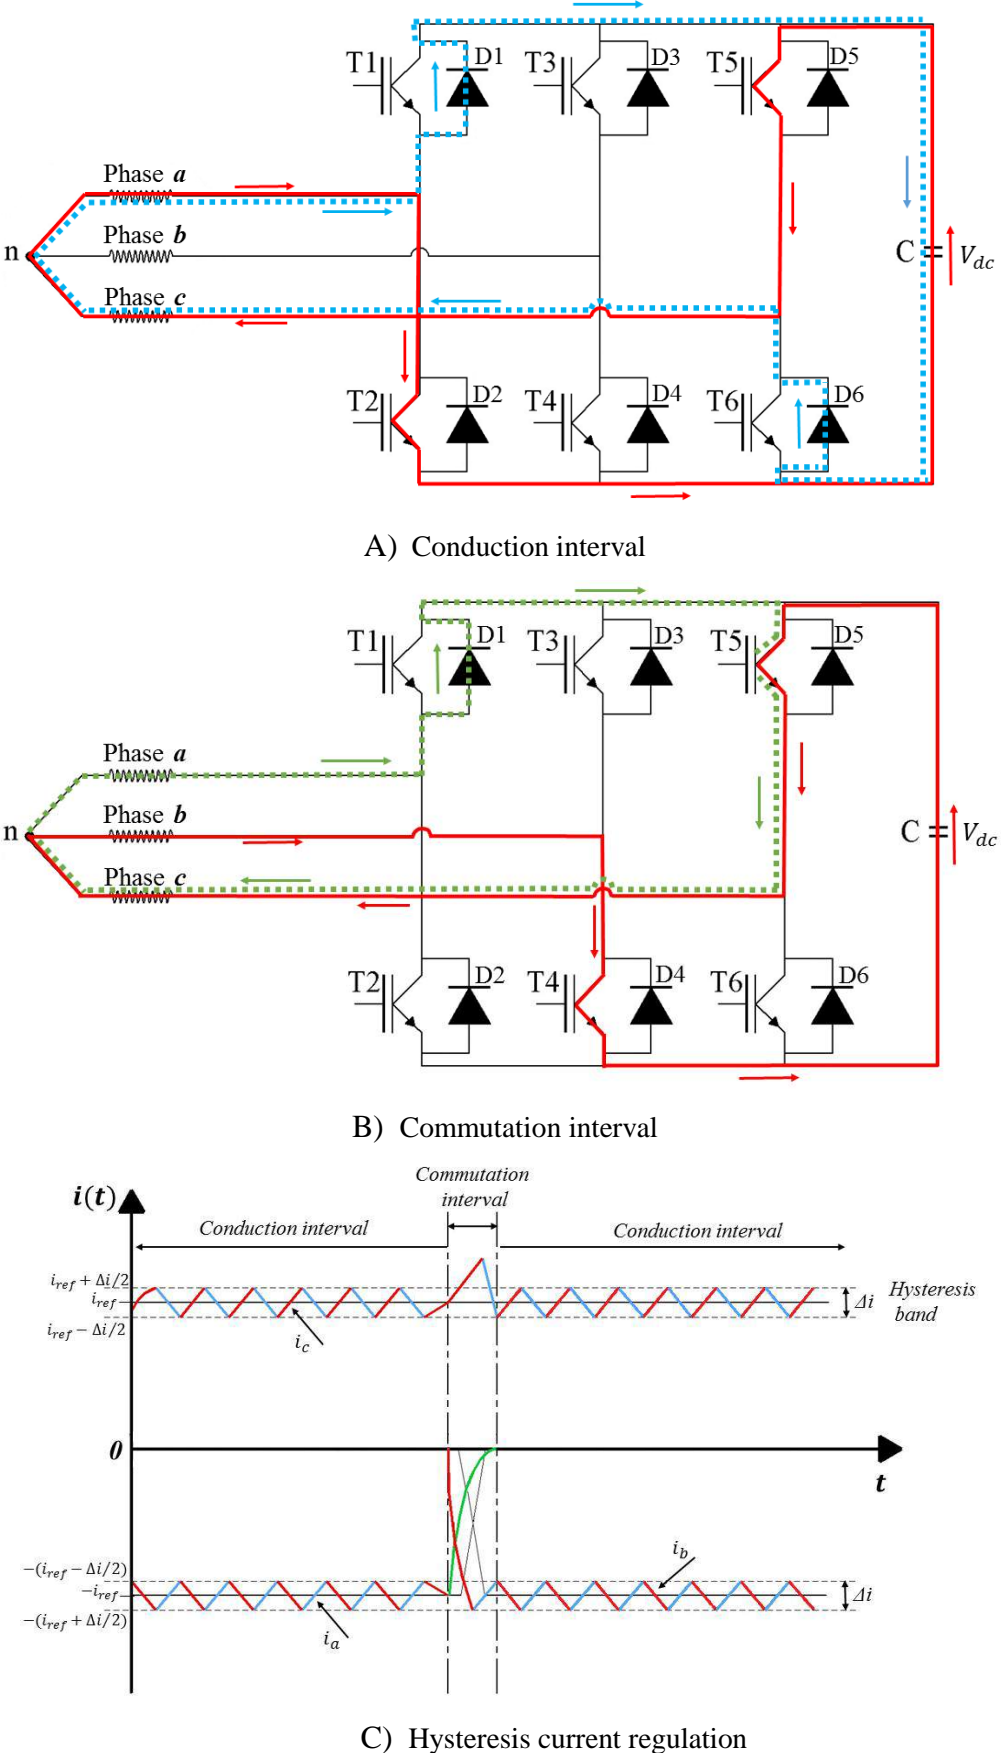 T1 D1 T3 D3 T5 D5
Phase a
Phase b
n
C
V_dc
Phase c
T2 D2 T4 D4 T6 D6
A) Conduction interval
T1 D1 T3 D3 T5 D5
Phase a
Phase b
n
C
V_dc
Phase c
T2 D2 T4 D4 T6 D6
B) Commutation interval
Commutation
interval
i(t)
Conduction interval
Conduction interval
i_ref + Δi/2
i_ref
i_ref − Δi/2
Δi
Hysteresis
band
i_c
0
t
i_b
−(i_ref − Δi/2)
−i_ref
−(i_ref + Δi/2)
Δi
i_a
C) Hysteresis current regulation